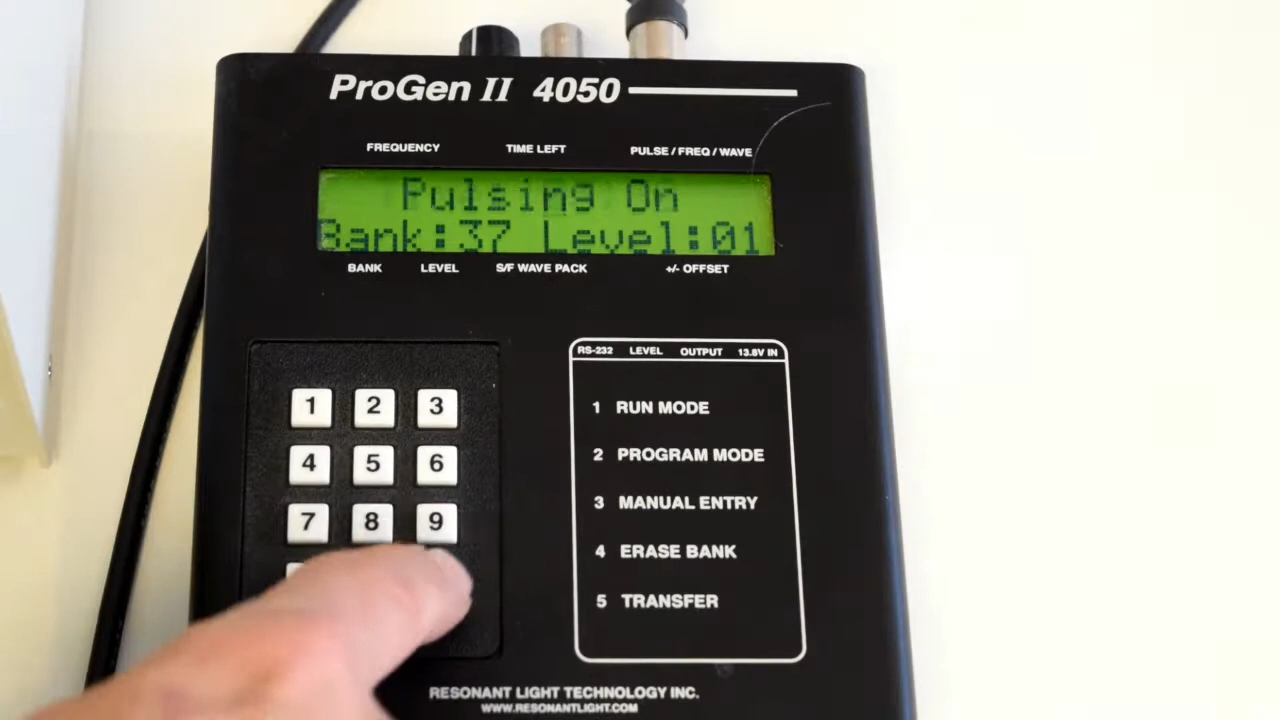 ProGen II 4050
FREQUENCY TIME LEFT PULSE / FREQ / WAVE
Pulsing On
Bank:37 Level:01
BANK LEVEL S/F WAVE PACK +/- OFFSET
RS-232 LEVEL OUTPUT 13.8V IN
1 RUN MODE
2 PROGRAM MODE
3 MANUAL ENTRY
4 ERASE BANK
5 TRANSFER
1 2 3
4 5 6
7 8 9
RESONANT LIGHT TECHNOLOGY INC.
WWW.RESONANTLIGHT.COM